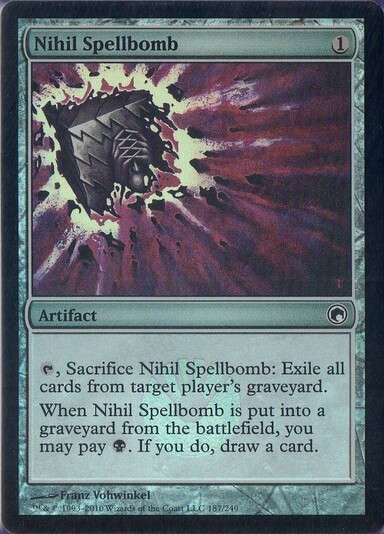 Nihil Spellbomb 1
Artifact
, Sacrifice Nihil Spellbomb: Exile all
cards from target player's graveyard.
When Nihil Spellbomb is put into a
graveyard from the battlefield, you
may pay . If you do, draw a card.
Franz Vohwinkel
™ & © 1993–2010 Wizards of the Coast LLC 187/249